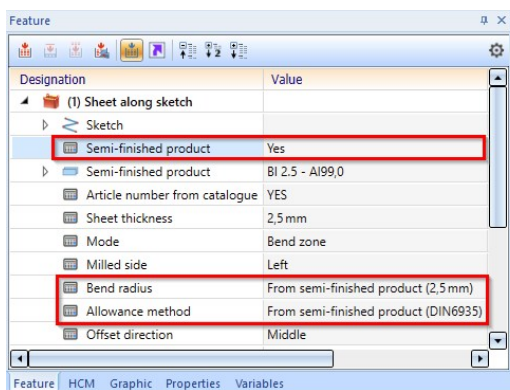 Feature
Designation Value
(1) Sheet along sketch
Sketch
Semi-finished product Yes
Semi-finished product Bl 2.5 - Al99,0
Article number from catalogue YES
Sheet thickness 2,5 mm
Mode Bend zone
Milled side Left
Bend radius From semi-finished product (2,5 mm)
Allowance method From semi-finished product (DIN6935)
Offset direction Middle
Feature HCM Graphic Properties Variables